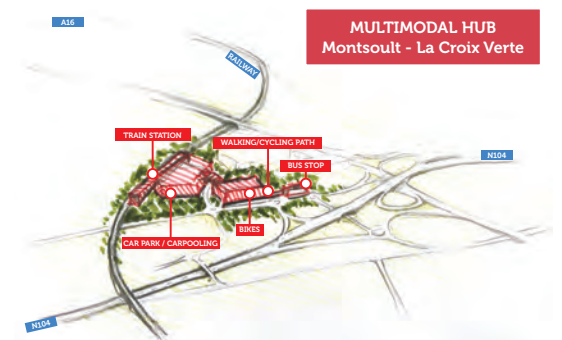 A16
MULTIMODAL HUB
Montsoult - La Croix Verte
RAILWAY
TRAIN STATION
WALKING/CYCLING PATH
BUS STOP
N104
CAR PARK / CARPOOLING
BIKES
N104